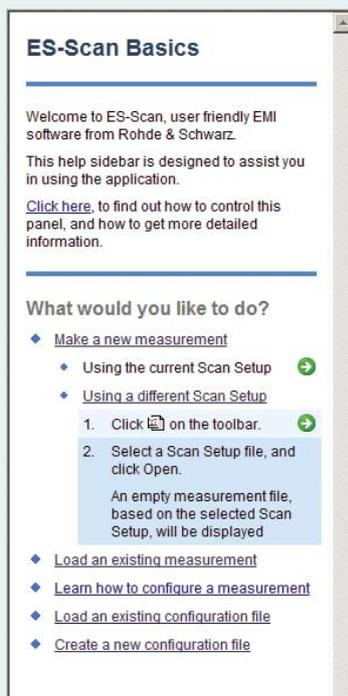 ES-Scan Basics
Welcome to ES-Scan, user friendly EMI
software from Rohde & Schwarz.
This help sidebar is designed to assist you
in using the application.
Click here, to find out how to control this
panel, and how to get more detailed
information.
What would you like to do?
Make a new measurement
Using the current Scan Setup
Using a different Scan Setup
1. Click on the toolbar.
2. Select a Scan Setup file, and
click Open.
An empty measurement file,
based on the selected Scan
Setup, will be displayed
Load an existing measurement
Learn how to configure a measurement
Load an existing configuration file
Create a new configuration file